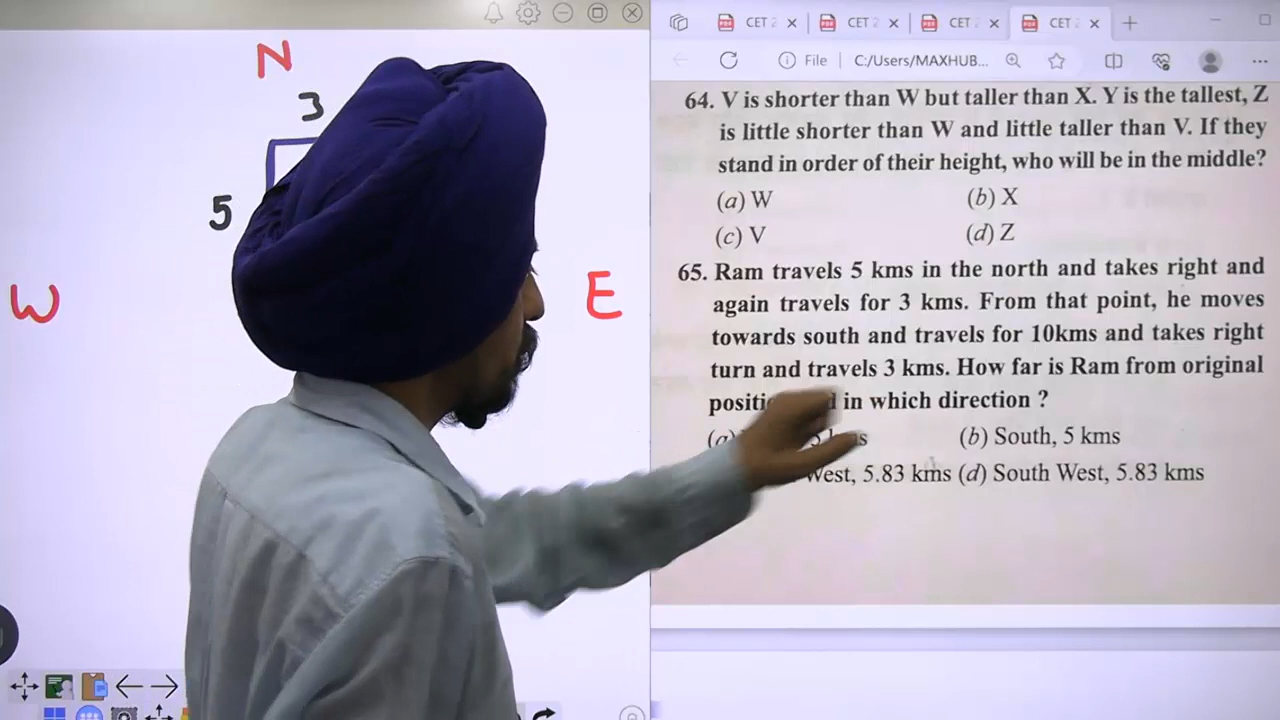 N
3
5
W
E
CET 2
CET 2
CET
CET 2
File
C:/Users/MAXHUB...
64. V is shorter than W but taller than X. Y is the tallest, Z
is little shorter than W and little taller than V. If they
stand in order of their height, who will be in the middle?
(a) W (b) X
(c) V (d) Z
65. Ram travels 5 kms in the north and takes right and
again travels for 3 kms. From that point, he moves
towards south and travels for 10kms and takes right
turn and travels 3 kms. How far is Ram from original
in which direction ?
(b) South, 5 kms
West, 5.83 kms (d) South West, 5.83 kms